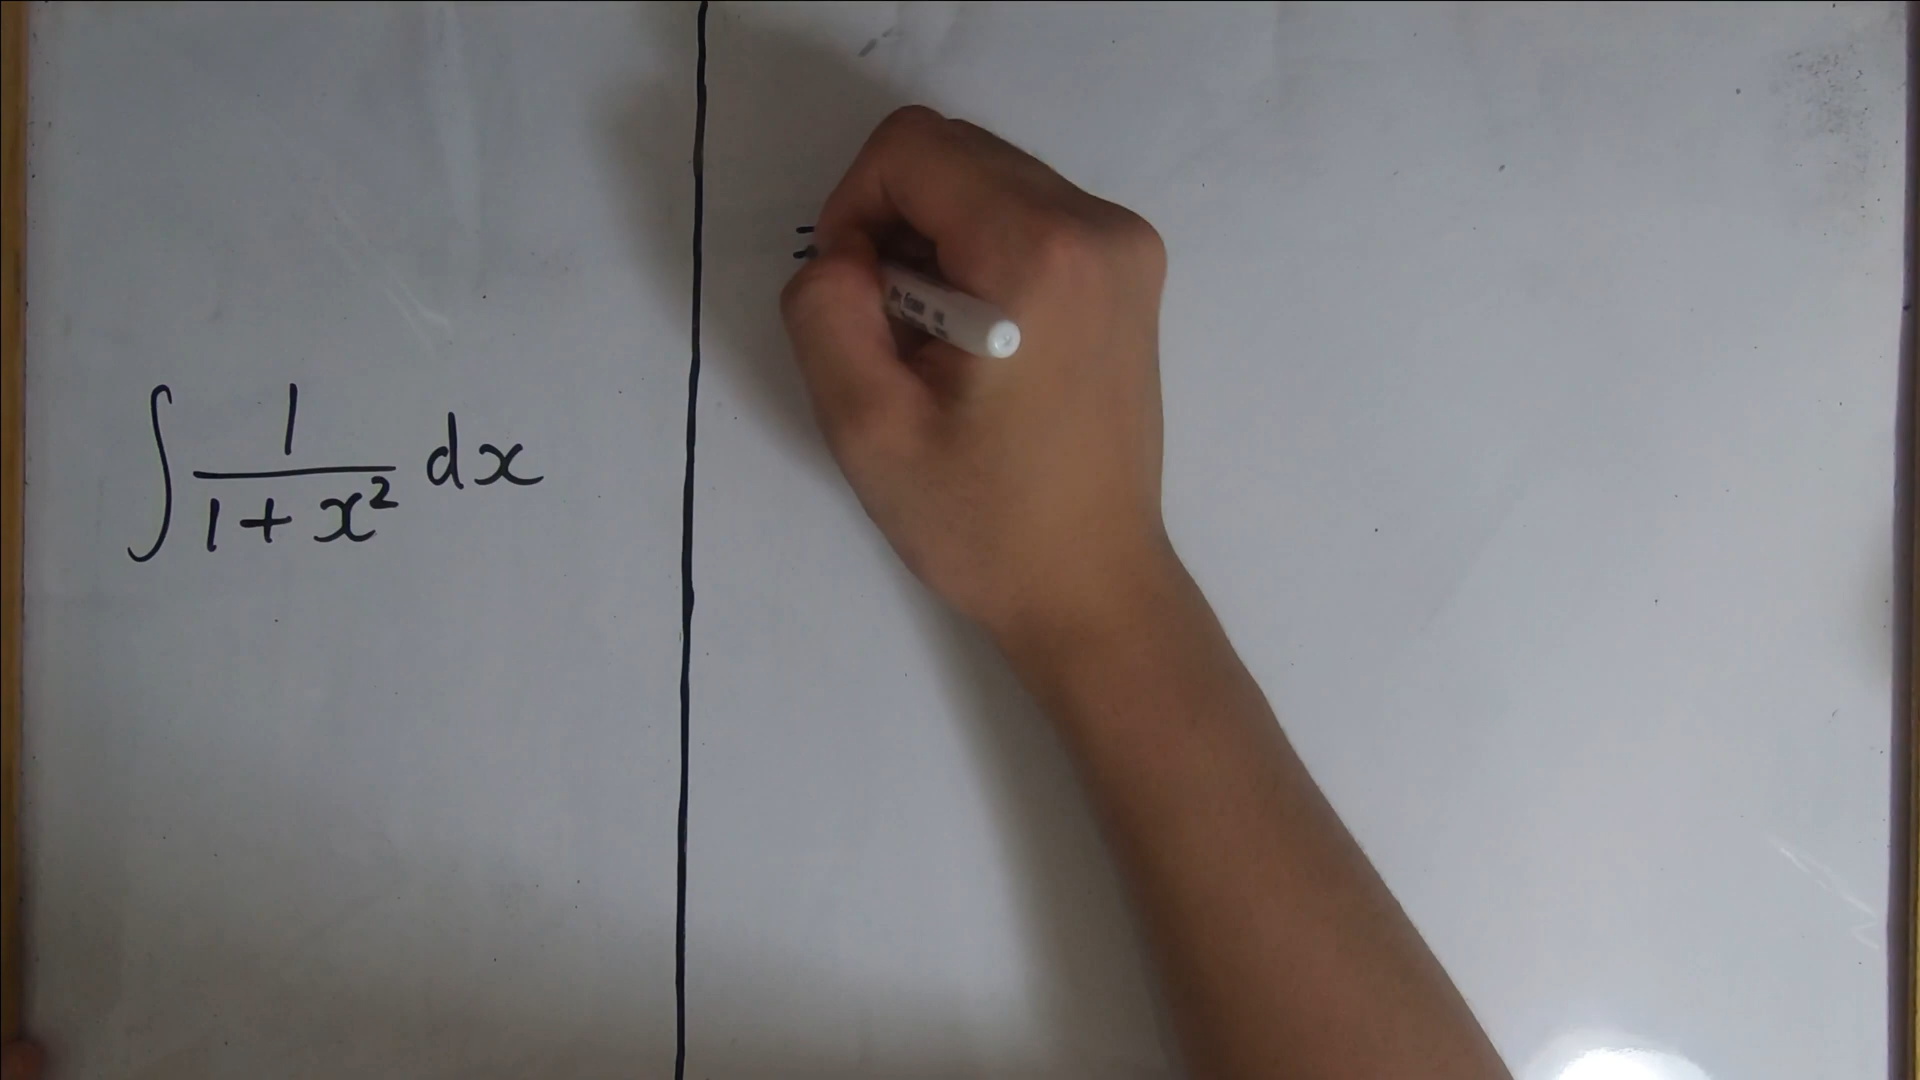 ∫ 1/(1 + x²) dx
=